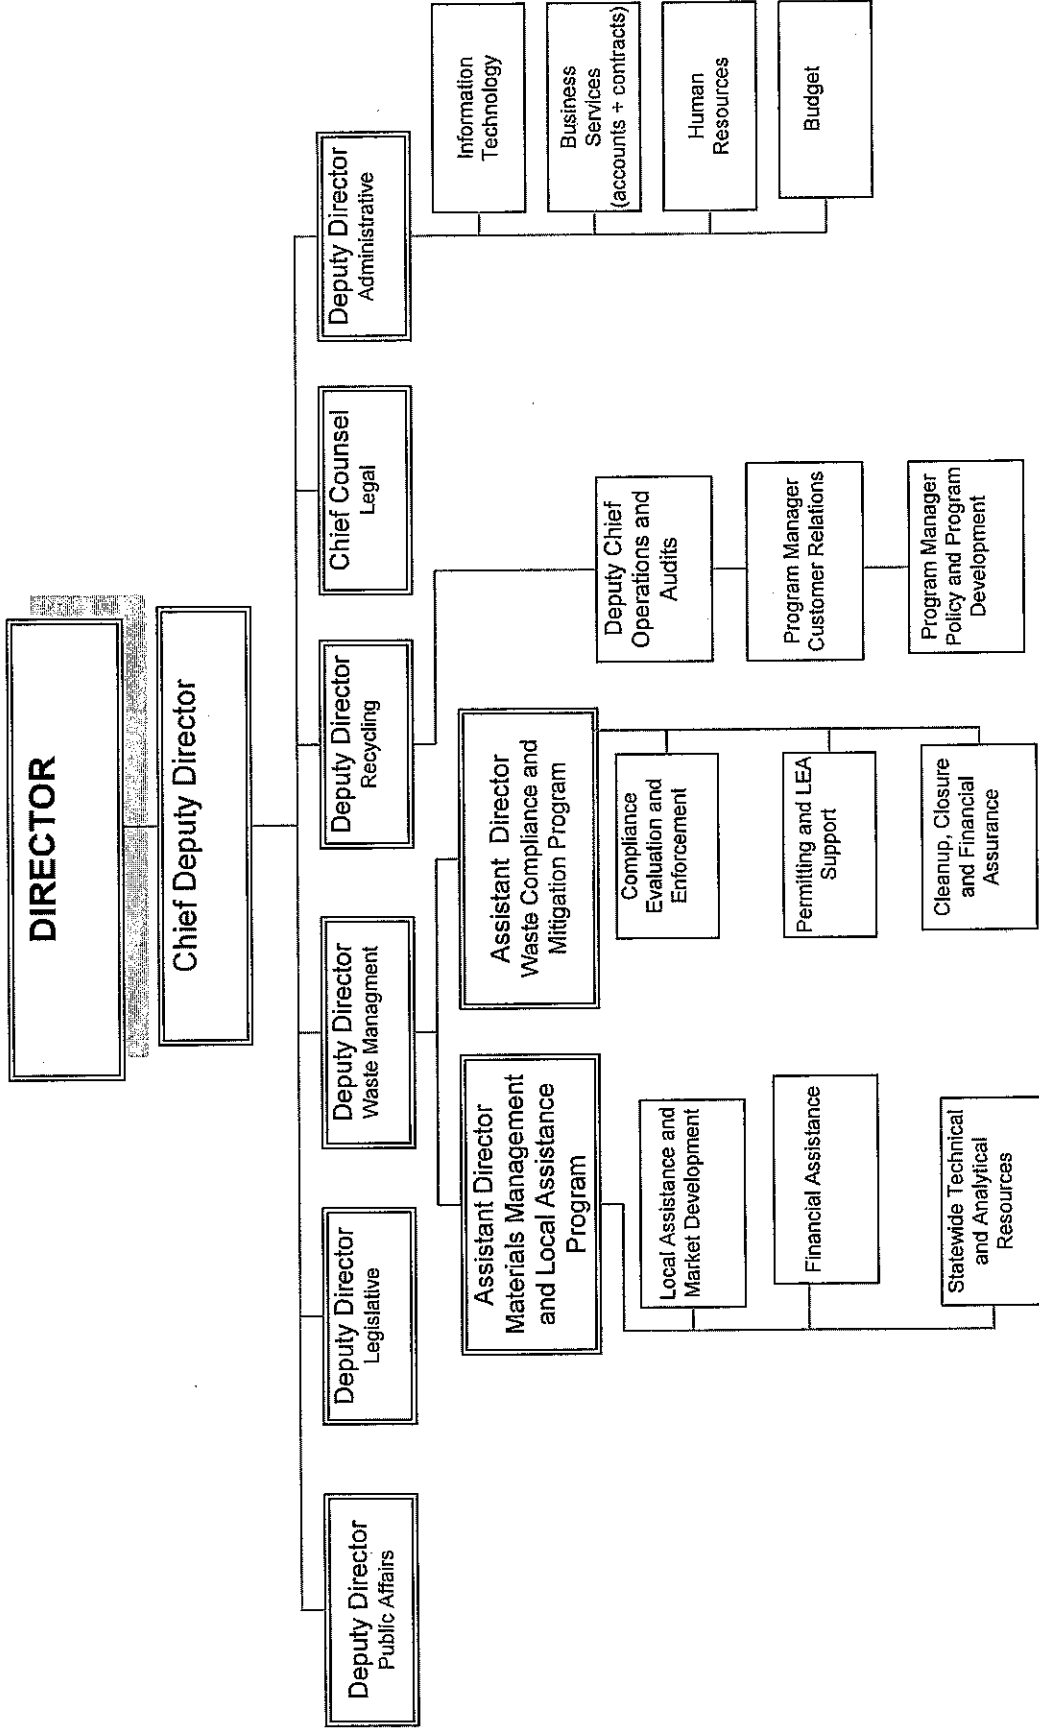 DIRECTOR
Chief Deputy Director
Deputy Director
Public Affairs
Deputy Director
Legislative
Deputy Director
Waste Managment
Deputy Director
Recycling
Chief Counsel
Legal
Deputy Director
Administrative
Assistant Director
Materials Management
and Local Assistance
Program
Local Assistance and
Market Development
Financial Assistance
Statewide Technical
and Analytical
Resources
Assistant Director
Waste Compliance and
Mitigation Program
Compliance
Evaluation and
Enforcement
Permitting and LEA
Support
Cleanup, Closure
and Financial
Assurance
Deputy Chief
Operations and
Audits
Program Manager
Customer Relations
Program Manager
Policy and Program
Development
Information
Technology
Business
Services
(accounts + contracts)
Human
Resources
Budget